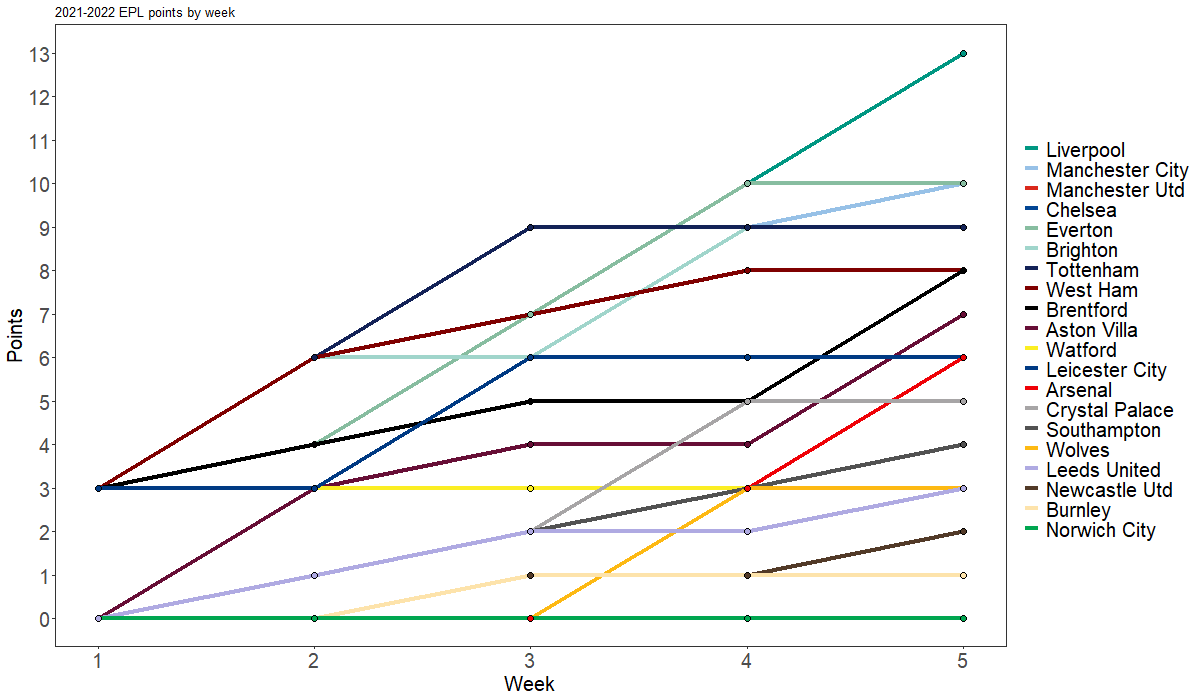 2021-2022 EPL points by week
13
12
11
10
9
8
7
6
5
4
3
2
1
0
Points
1 2 3 4 5
Week
Liverpool
Manchester City
Manchester Utd
Chelsea
Everton
Brighton
Tottenham
West Ham
Brentford
Aston Villa
Watford
Leicester City
Arsenal
Crystal Palace
Southampton
Wolves
Leeds United
Newcastle Utd
Burnley
Norwich City